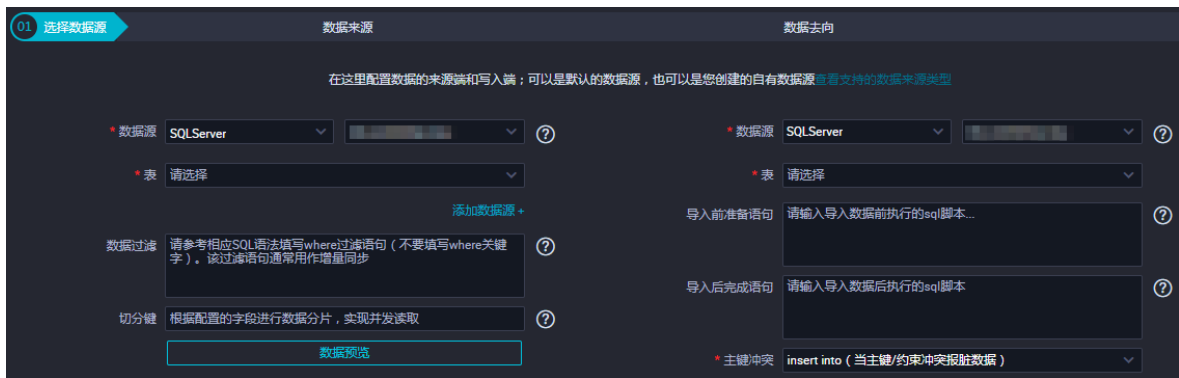 01 选择数据源
数据来源
数据去向
在这里配置数据的来源端和写入端；可以是默认的数据源，也可以是您创建的自有数据源查看支持的数据来源类型
* 数据源 SQLServer
* 表 请选择
添加数据源 +
数据过滤 请参考相应SQL语法填写where过滤语句（不要填写where关键
字）。该过滤语句通常用作增量同步
切分键 根据配置的字段进行数据分片，实现并发读取
数据预览
* 数据源 SQLServer
* 表 请选择
导入前准备语句 请输入导入数据前执行的sql脚本...
导入后完成语句 请输入导入数据后执行的sql脚本
* 主键冲突 insert into（当主键/约束冲突报脏数据）